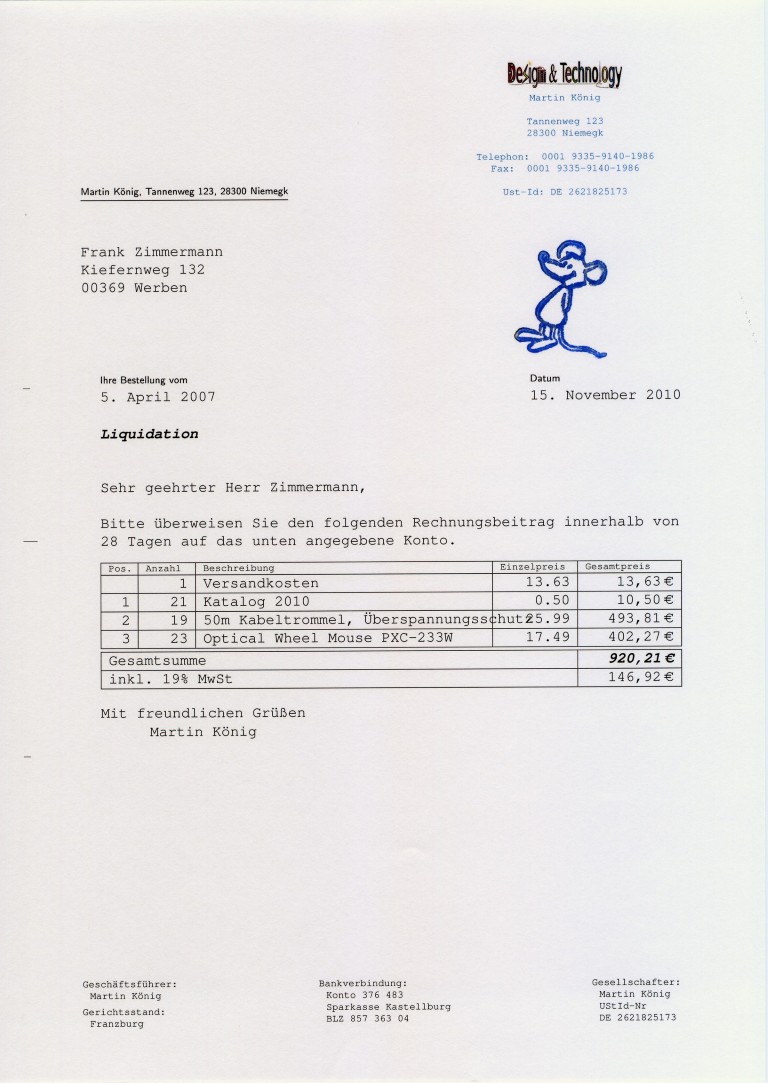 Design & Technology
Martin König
Tannenweg 123
28300 Niemegk
Telephon: 0001 9335-9140-1986
Fax: 0001 9335-9140-1986
Ust-Id: DE 2621825173
Martin König, Tannenweg 123, 28300 Niemegk
Frank Zimmermann
Kiefernweg 132
00369 Werben
Ihre Bestellung vom
5. April 2007
Datum
15. November 2010
Liquidation
Sehr geehrter Herr Zimmermann,
Bitte überweisen Sie den folgenden Rechnungsbeitrag innerhalb von
28 Tagen auf das unten angegebene Konto.
Pos. Anzahl Beschreibung Einzelpreis Gesamtpreis
1 Versandkosten 13.63 13,63 €
1 21 Katalog 2010 0.50 10,50 €
2 19 50m Kabeltrommel, Überspannungsschutz 25.99 493,81 €
3 23 Optical Wheel Mouse PXC-233W 17.49 402,27 €
Gesamtsumme 920,21 €
inkl. 19% MwSt 146,92 €
Mit freundlichen Grüßen
Martin König
Geschäftsführer:
Martin König
Gerichtsstand:
Franzburg
Bankverbindung:
Konto 376 483
Sparkasse Kastellburg
BLZ 857 363 04
Gesellschafter:
Martin König
UStId-Nr
DE 2621825173